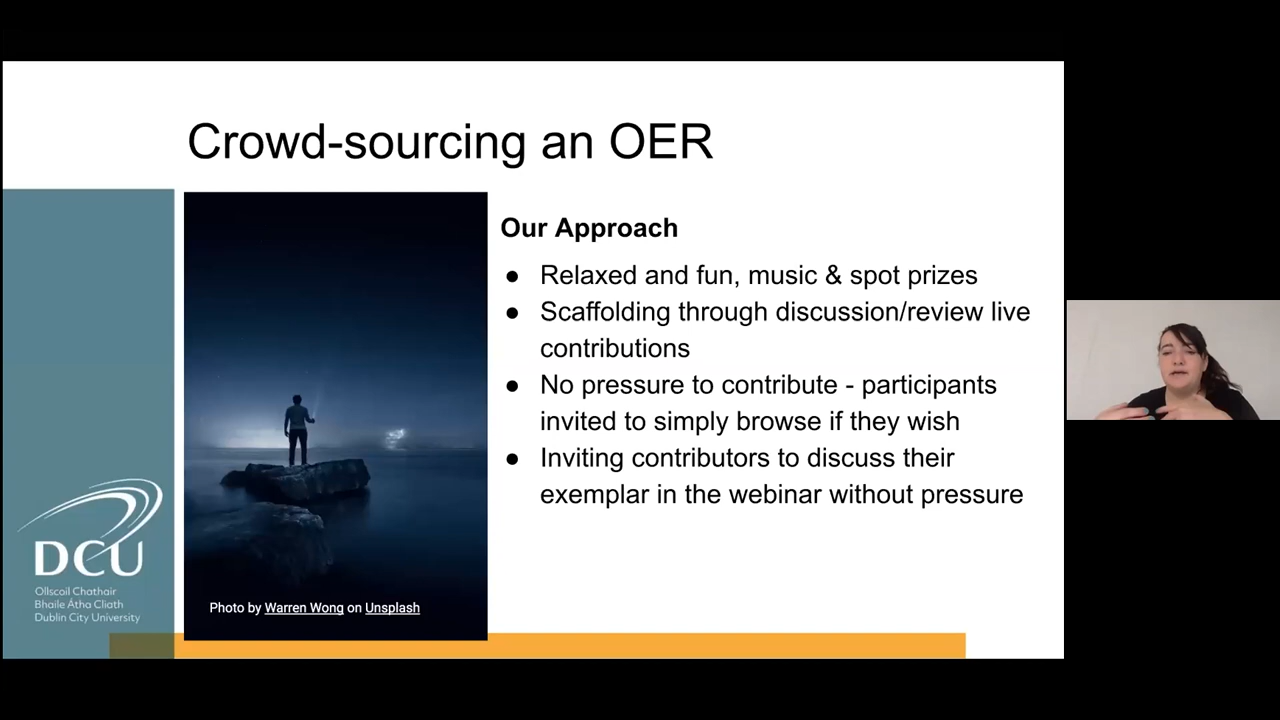 Crowd-sourcing an OER
Our Approach
● Relaxed and fun, music & spot prizes
● Scaffolding through discussion/review live
contributions
● No pressure to contribute - participants
invited to simply browse if they wish
● Inviting contributors to discuss their
exemplar in the webinar without pressure
Photo by Warren Wong on Unsplash
DCU
Ollscoil Chathair
Bhaile Átha Cliath
Dublin City University